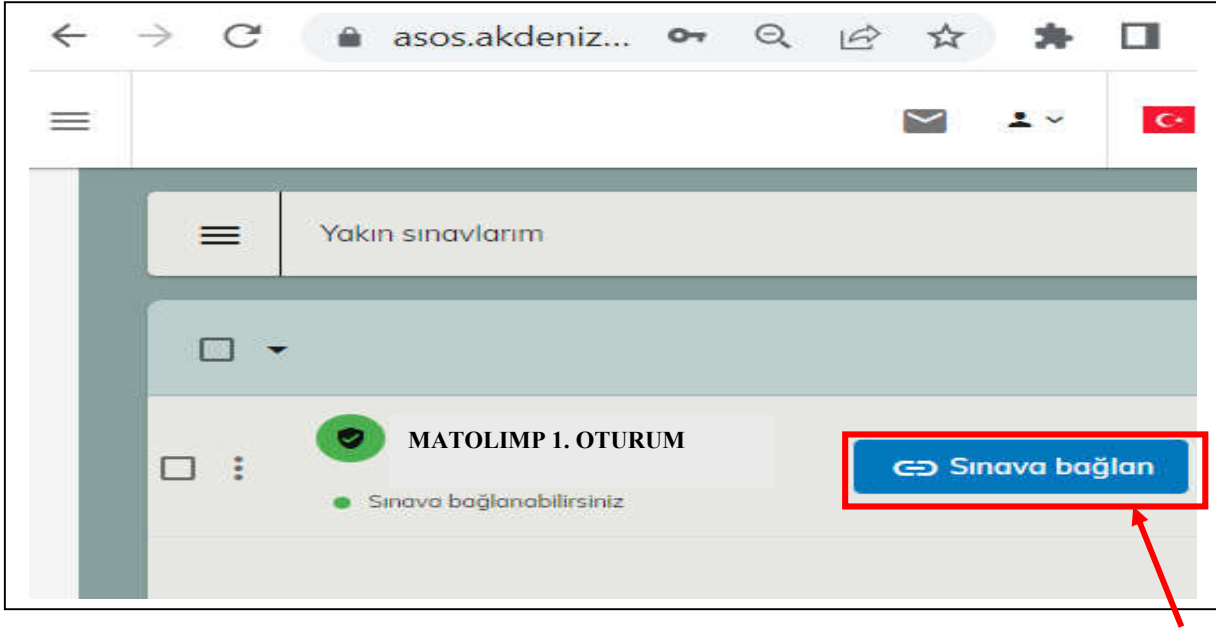 asos.akdeniz...
Yakın sınavlarım
MATOLIMP 1. OTURUM
Sınava bağlan
Sınava bağlanabilirsiniz